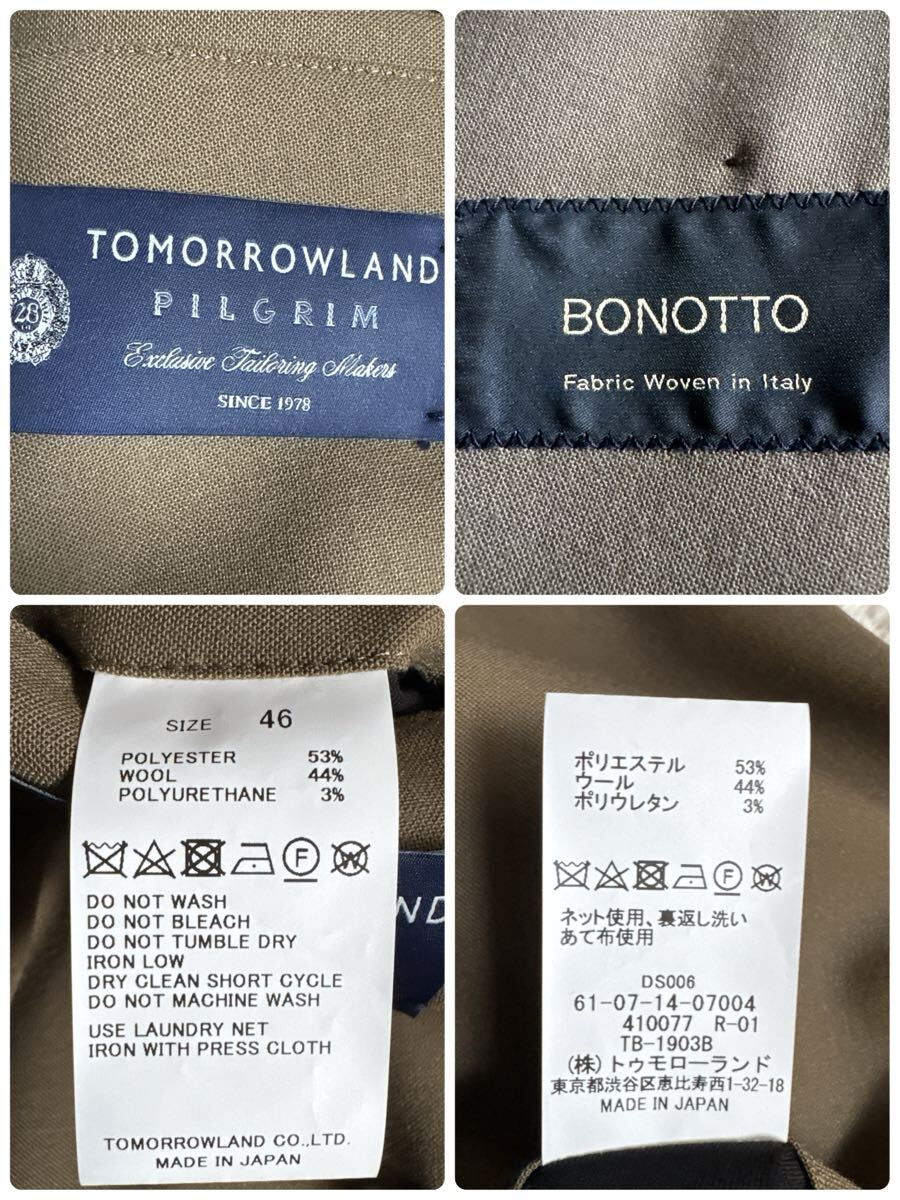 TOMORROWLAND
PILGRIM
28
Exclusive Tailoring Makers
SINCE 1978
BONOTTO
Fabric Woven in Italy
SIZE 46
POLYESTER 53%
WOOL 44%
POLYURETHANE 3%
F
W
DO NOT WASH
DO NOT BLEACH
DO NOT TUMBLE DRY
IRON LOW
DRY CLEAN SHORT CYCLE
DO NOT MACHINE WASH
USE LAUNDRY NET
IRON WITH PRESS CLOTH
TOMORROWLAND CO.,LTD.
MADE IN JAPAN
ND
ポリエステル 53%
ウール 44%
ポリウレタン 3%
F
W
ネット使用、裏返し洗い
あて布使用
DS006
61-07-14-07004
410077 R-01
TB-1903B
(株)トゥモローランド
東京都渋谷区恵比寿西1-32-18
MADE IN JAPAN